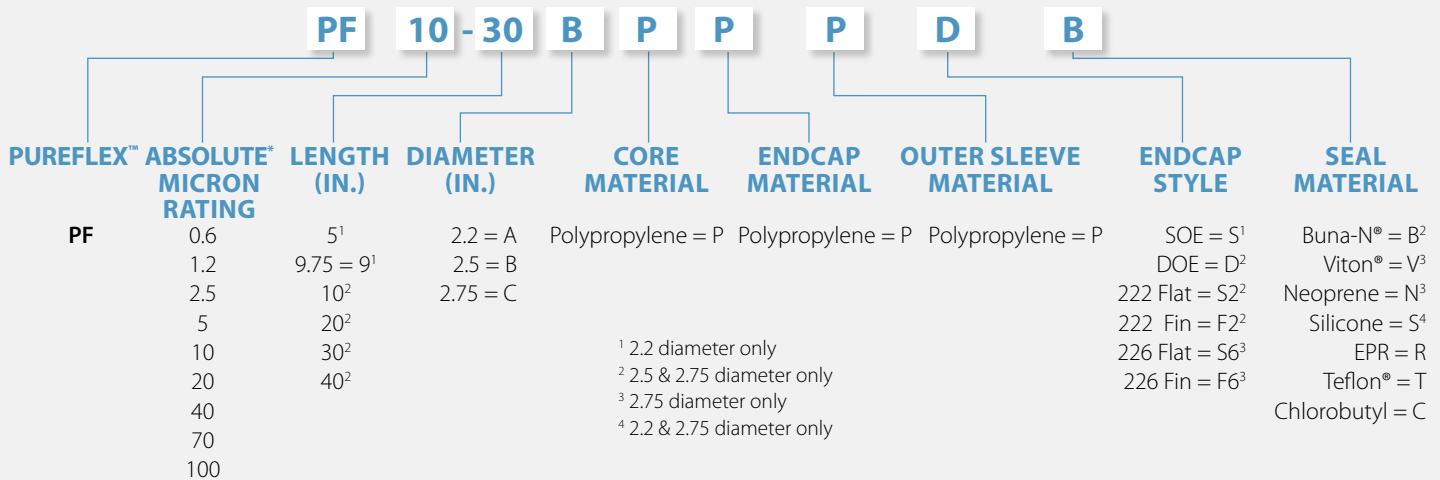 PF 10 - 30 B P P P D B
PUREFLEX™ ABSOLUTE* MICRON RATING LENGTH (IN.) DIAMETER (IN.) CORE MATERIAL ENDCAP MATERIAL OUTER SLEEVE MATERIAL ENDCAP STYLE SEAL MATERIAL
PF 0.6 5¹ 2.2 = A Polypropylene = P Polypropylene = P Polypropylene = P SOE = S¹ Buna-N® = B²
1.2 9.75 = 9¹ 2.5 = B DOE = D² Viton® = V³
2.5 10² 2.75 = C 222 Flat = S2² Neoprene = N³
5 20² 222 Fin = F2² Silicone = S⁴
10 30² 226 Flat = S6³ EPR = R
20 40² 226 Fin = F6³ Teflon® = T
40 Chlorobutyl = C
70
100
¹ 2.2 diameter only
² 2.5 & 2.75 diameter only
³ 2.75 diameter only
⁴ 2.2 & 2.75 diameter only